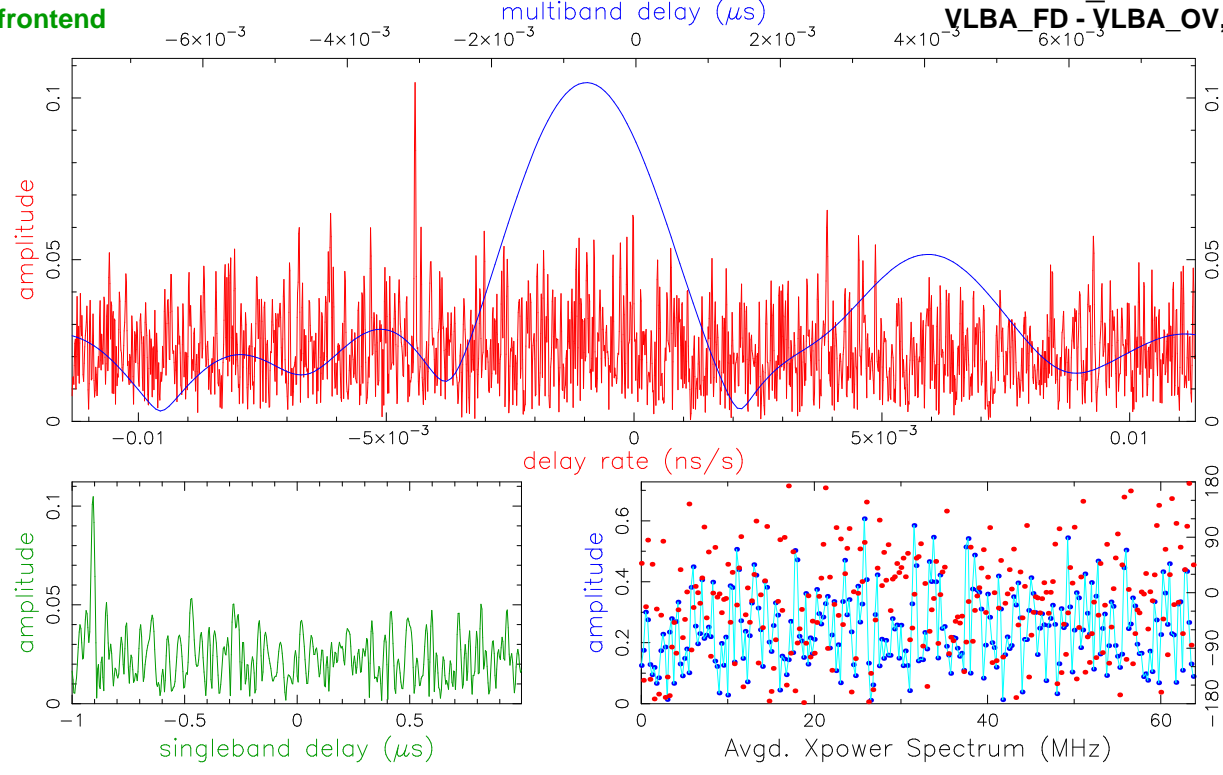 multiband delay (μs)
frontend
VLBA_FD - VLBA_OV,
−6×10⁻³ −4×10⁻³ −2×10⁻³ 0 2×10⁻³ 4×10⁻³ 6×10⁻³
0.1 0.1
amplitude
0.05 0.05
0 0
−0.01 −5×10⁻³ 0 5×10⁻³ 0.01
delay rate (ns/s)
amplitude
0.1
0.05
0
−1 −0.5 0 0.5
singleband delay (μs)
amplitude
0.6
0.4
0.2
0
180
90
0
−90
−180
0 20 40 60
Avgd. Xpower Spectrum (MHz)